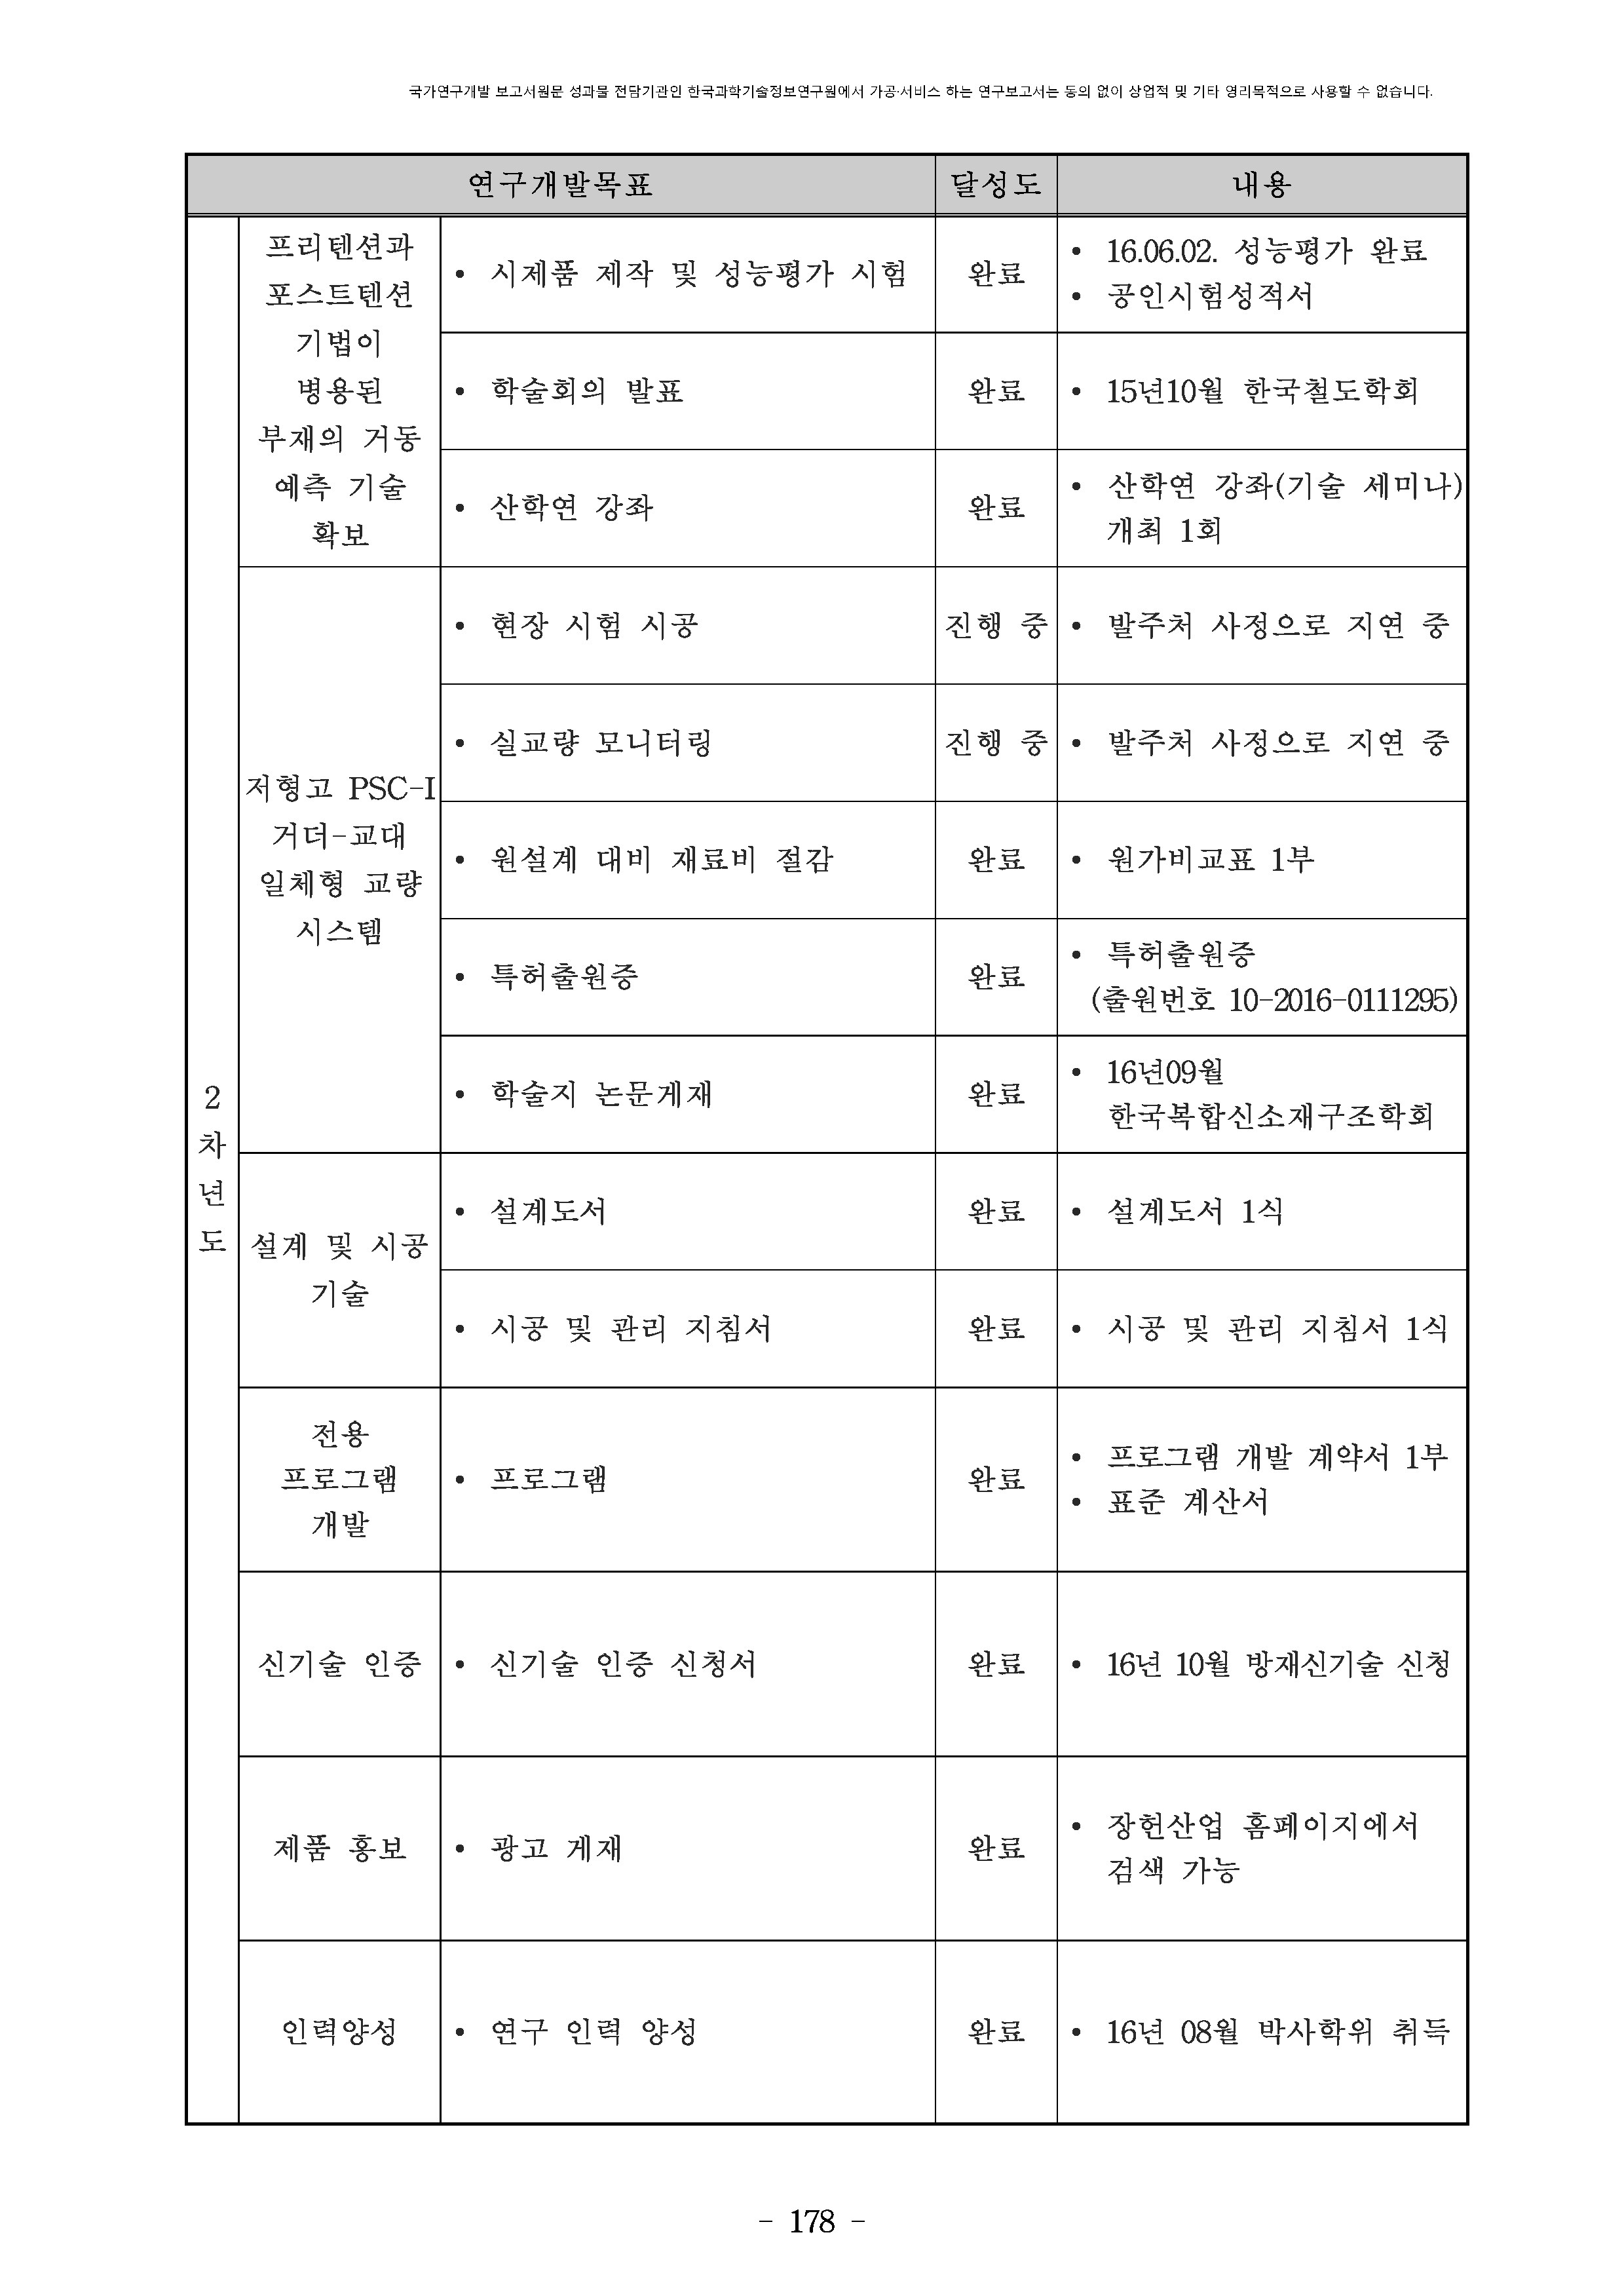 국가연구개발 보고서원문 성과물 전담기관인 한국과학기술정보연구원에서 가공·서비스 하는 연구보고서는 동의 없이 상업적 및 기타 영리목적으로 사용할 수 없습니다.
연구개발목표 달성도 내용
2
차
년
도
프리텐션과
포스트텐션
기법이
병용된
부재의 거동
예측 기술
확보
• 시제품 제작 및 성능평가 시험
완료
• 16.06.02. 성능평가 완료
• 공인시험성적서
• 학술회의 발표
완료
• 15년10월 한국철도학회
• 산학연 강좌
완료
• 산학연 강좌(기술 세미나)
개최 1회
저형고 PSC-I
거더-교대
일체형 교량
시스템
• 현장 시험 시공
진행 중
• 발주처 사정으로 지연 중
• 실교량 모니터링
진행 중
• 발주처 사정으로 지연 중
• 원설계 대비 재료비 절감
완료
• 원가비교표 1부
• 특허출원증
완료
• 특허출원증
(출원번호 10-2016-0111295)
• 학술지 논문게재
완료
• 16년09월
한국복합신소재구조학회
설계 및 시공
기술
• 설계도서
완료
• 설계도서 1식
• 시공 및 관리 지침서
완료
• 시공 및 관리 지침서 1식
전용
프로그램
개발
• 프로그램
완료
• 프로그램 개발 계약서 1부
• 표준 계산서
신기술 인증
• 신기술 인증 신청서
완료
• 16년 10월 방재신기술 신청
제품 홍보
• 광고 게재
완료
• 장헌산업 홈페이지에서
검색 가능
인력양성
• 연구 인력 양성
완료
• 16년 08월 박사학위 취득
- 178 -